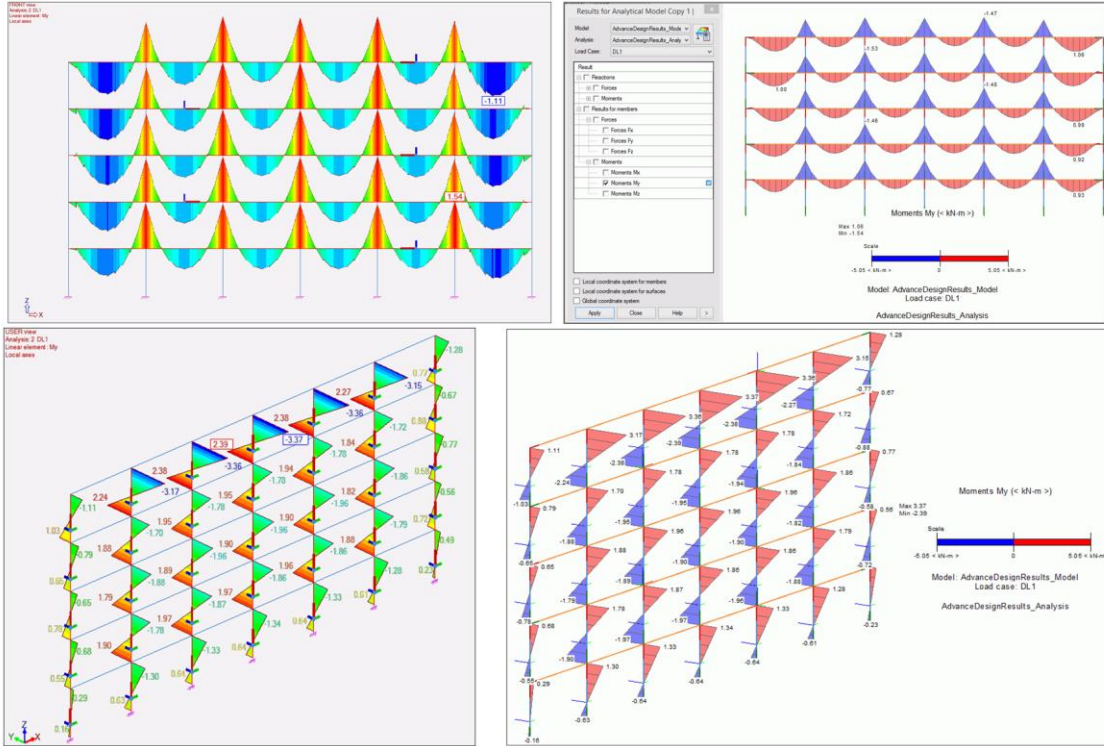 FRONT view
Analysis: 2 DL1
Linear element: My
Local axes
-1.11
1.54
Z
X
Results for Analytical Model Copy 1 |
Model AdvanceDesignResults_Mode
Analysis AdvanceDesignResults_Analy
Load Case: DL1
Result
Reactions
Forces
Moments
Results for members
Forces
Forces Fx
Forces Fy
Forces Fz
Moments
Moments Mx
Moments My
Moments Mz
Local coordinate system for members
Local coordinate system for surfaces
Global coordinate system
Apply Close Help >
-1.47
-1.53
1.06
1.00
-1.48
-1.46
0.99
0.92
0.93
Moments My (< kN-m >)
Max 1.06
Min -1.54
Scale
-5.05 < kN-m > 0 5.05 < kN-m >
Model: AdvanceDesignResults_Model
Load case: DL1
AdvanceDesignResults_Analysis
USER view
Analysis: 2 DL1
Linear element: My
Local axes
-1.28
0.77
-3.15
0.67
2.27
-3.36
2.38
-3.37
-1.72
0.77
2.39
-3.36
1.84
2.38
-3.17
-1.70
-1.86
0.56
2.24
-1.11
1.94
1.82
0.72
1.95
-1.78
-1.96
-1.79
0.49
1.03
1.95
-1.70
1.90
1.88
0.79
1.88
-1.96
-1.86
-1.28
0.65
1.89
-1.88
1.90
1.96
-1.86
-1.33
0.61
0.65
1.79
-1.87
1.97
-1.34
0.64
0.78
-1.78
1.97
0.68
1.90
-1.33
0.64
0.55
-1.30
0.63
0.29
0.16
Z
Y X
1.28
3.15
-0.77
0.67
3.36
3.37
-2.27
1.72
3.36
-2.38
-0.88
3.17
-2.39
1.78
-1.84
0.77
1.11
-2.38
1.78
1.86
-2.24
1.70
-1.94
-1.82
-0.58
0.56
-1.03
0.79
-1.95
1.96
1.79
-1.95
1.96
-1.90
-1.88
-0.72
-1.88
1.96
1.86
1.28
-0.66
0.65
1.88
-1.90
-1.96
-0.23
-1.89
1.86
1.33
-1.79
1.87
-1.97
-0.61
-0.78
0.68
1.78
1.34
-1.97
-0.64
-1.90
1.33
-0.55
0.29
1.30
-0.64
-0.63
-0.16
Moments My (< kN-m >)
Max 3.37
Min -2.39
Scale
-5.05 < kN-m > 0 5.05 < kN-m >
Model: AdvanceDesignResults_Model
Load case: DL1
AdvanceDesignResults_Analysis